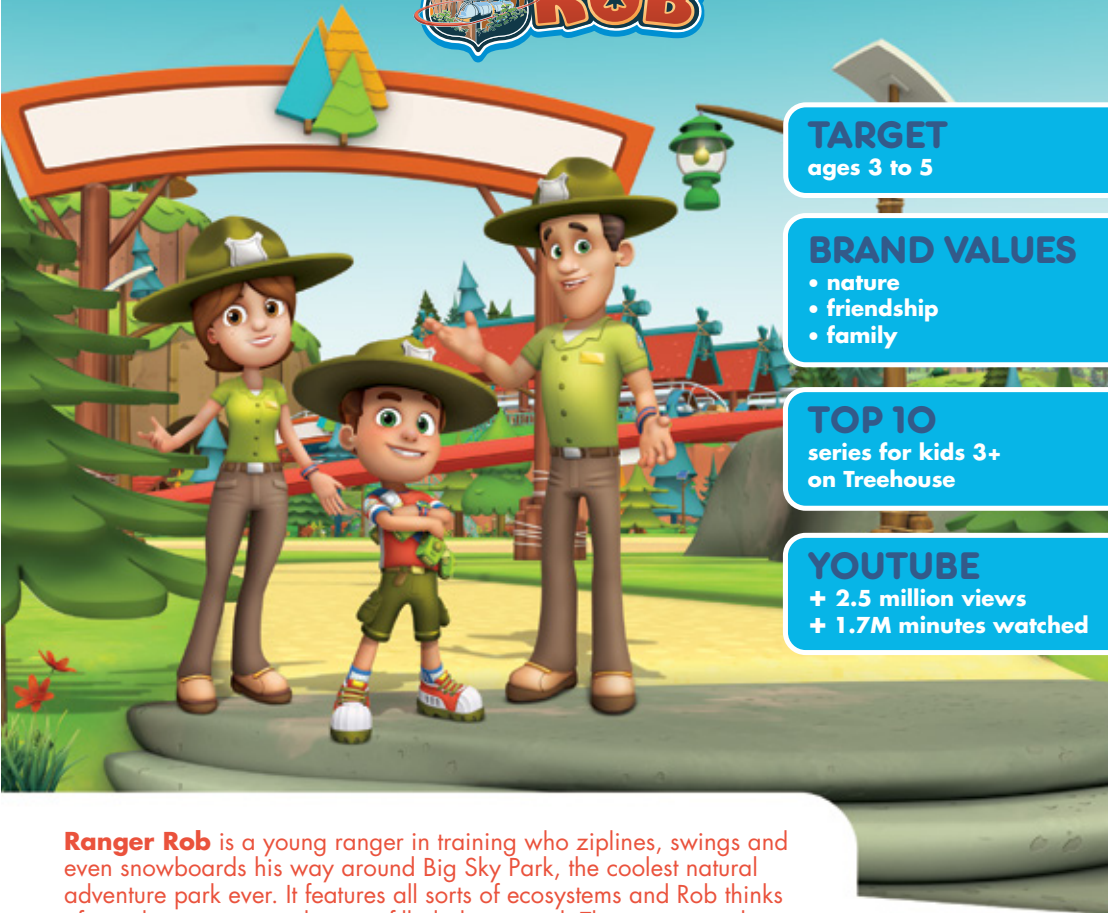 ROB
TARGET
ages 3 to 5
BRAND VALUES
• nature
• friendship
• family
TOP 10
series for kids 3+
on Treehouse
YOUTUBE
+ 2.5 million views
+ 1.7M minutes watched
Ranger Rob is a young ranger in training who ziplines, swings and
even snowboards his way around Big Sky Park, the coolest natural
adventure park ever. It features all sorts of ecosystems and Rob thinks